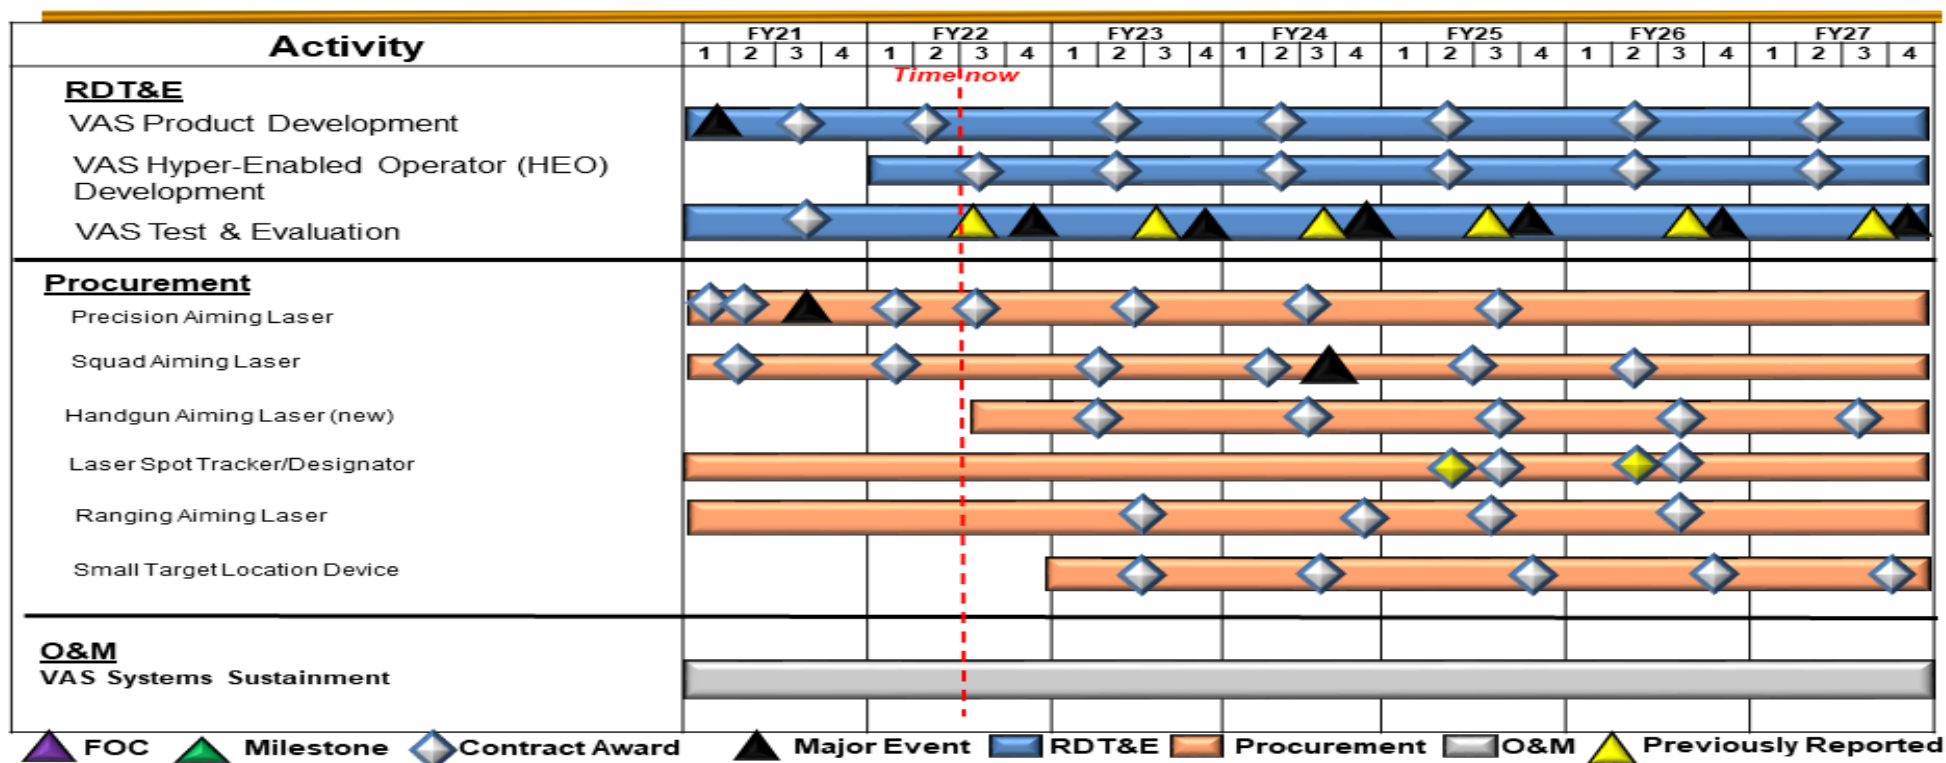 Activity
FY21 FY22 FY23 FY24 FY25 FY26 FY27
1 2 3 4 1 2 3 4 1 2 3 4 1 2 3 4 1 2 3 4 1 2 3 4 1 2 3 4
Time now
RDT&E
VAS Product Development
VAS Hyper-Enabled Operator (HEO)
Development
VAS Test & Evaluation
Procurement
Precision Aiming Laser
Squad Aiming Laser
Handgun Aiming Laser (new)
Laser Spot Tracker/Designator
Ranging Aiming Laser
Small Target Location Device
O&M
VAS Systems Sustainment
FOC Milestone Contract Award Major Event RDT&E Procurement O&M Previously Reported